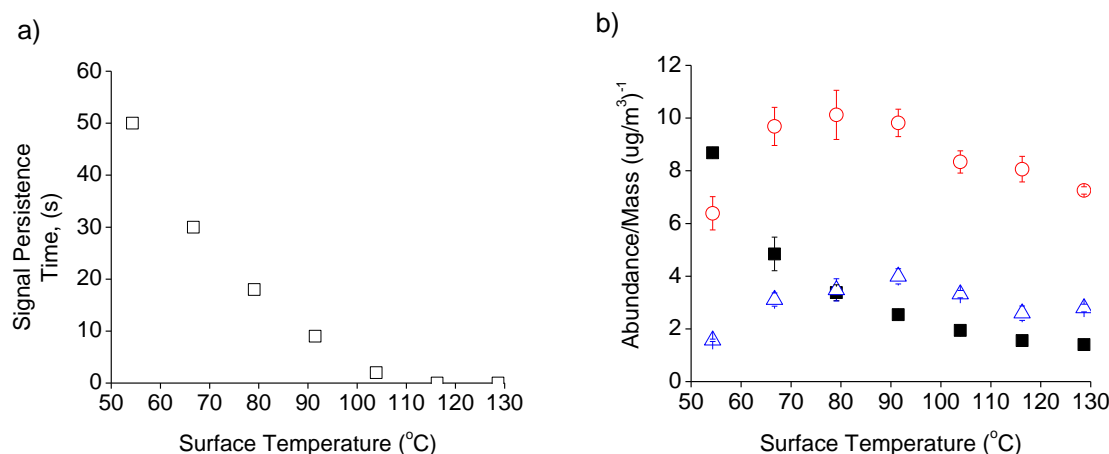 a)
60
50
40
30
20
10
0
50 60 70 80 90 100 110 120 130
Signal Persistence
Time, (s)
Surface Temperature (°C)
b)
12
10
8
6
4
2
0
50 60 70 80 90 100 110 120 130
Abundance/Mass (ug/m³)⁻¹
Surface Temperature (°C)